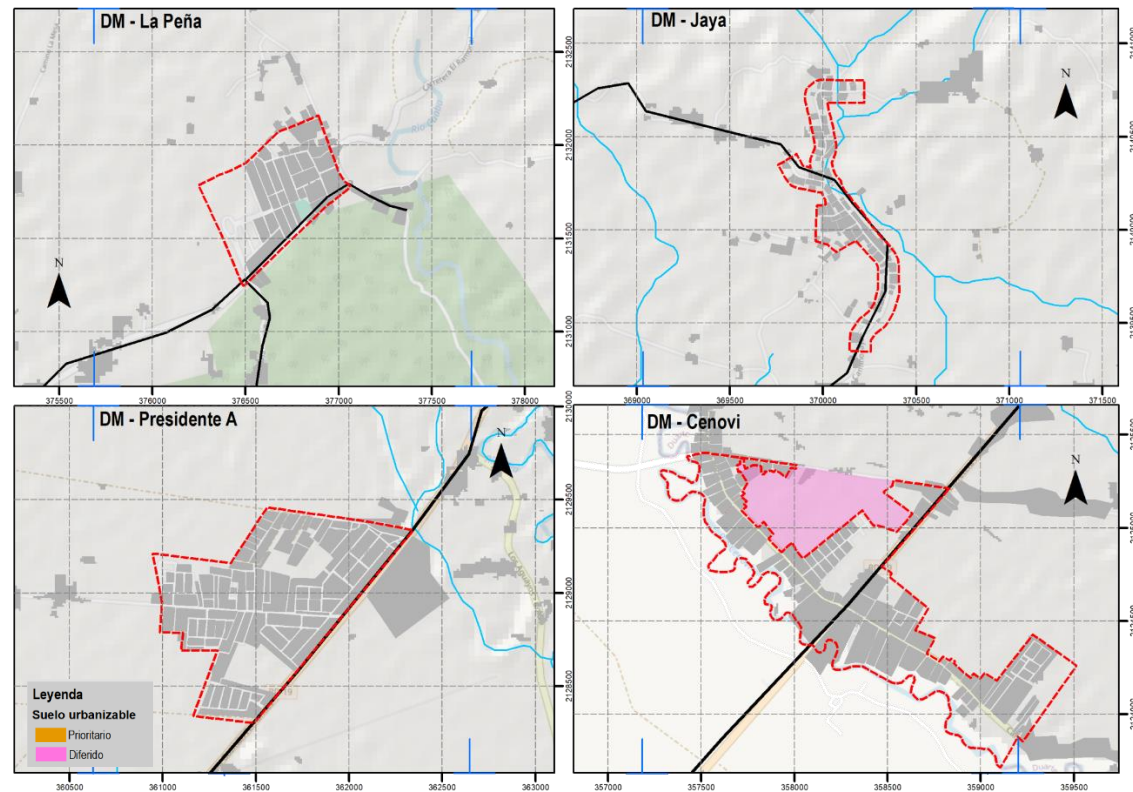 DM - La Peña
N
2132500
2132000
2131500
2131000
375500 376000 376500 377000 377500 378000
DM - Jaya
N
369000 369500 370000 370500 371000 371500
DM - Presidente A
N
2130000
2129500
2129000
2128500
Leyenda
Suelo urbanizable
Prioritario
Diferido
360500 361000 361500 362000 362500 363000
DM - Cenovi
N
357000 357500 358000 358500 359000 359500